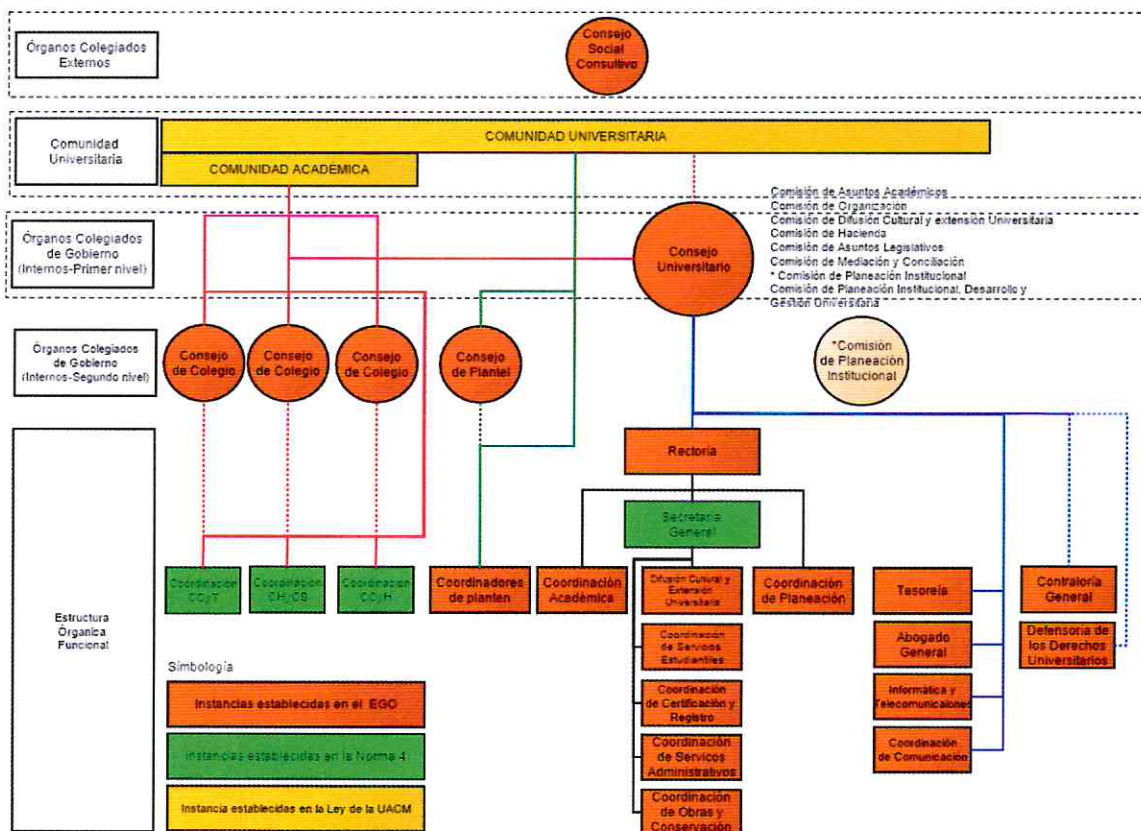 Órganos Colegiados
Externos
Consejo
Social
Consultivo
Comunidad
Universitaria
COMUNIDAD UNIVERSITARIA
COMUNIDAD ACADÉMICA
Órganos Colegiados
de Gobierno
(Internos-Primer nivel)
Consejo
Universitario
Comisión de Asuntos Académicos
Comisión de Organización
Comisión de Difusión Cultural y extensión Universitaria
Comisión de Hacienda
Comisión de Asuntos Legislativos
Comisión de Mediación y Conciliación
* Comisión de Planeación Institucional
Comisión de Planeación Institucional, Desarrollo y
Gestión Universitaria
Órganos Colegiados
de Gobierno
(Internos-Segundo nivel)
Consejo
de Colegio
Consejo
de Colegio
Consejo
de Colegio
Consejo
de Plantel
*Comisión
de Planeación
Institucional
Estructura
Órganica
Funcional
Rectoría
Secretaria
General
Coordinación
CCyT
Coordinación
CHyCS
Coordinación
CCyH
Coordinadores
de planten
Coordinación
Académica
Difusión Cultural y
Extensión
Universitaria
Coordinación
de Planeación
Tesorela
Contraloría
General
Coordinación
de Servicios
Estudiantiles
Abogado
General
Defensoría de
los Derechos
Universitarios
Coordinación
de Certificación y
Registro
Informática y
Telecomunicaiones
Coordinación
de Servicos
Administrativos
Coordinación
de Comunicación
Coordinación
de Obras y
Conservación
Simbología
Instancias establecidas en el EGO
Instancias establecidas en la Norma 4
Instancia establecidas en la Ley de la UACM